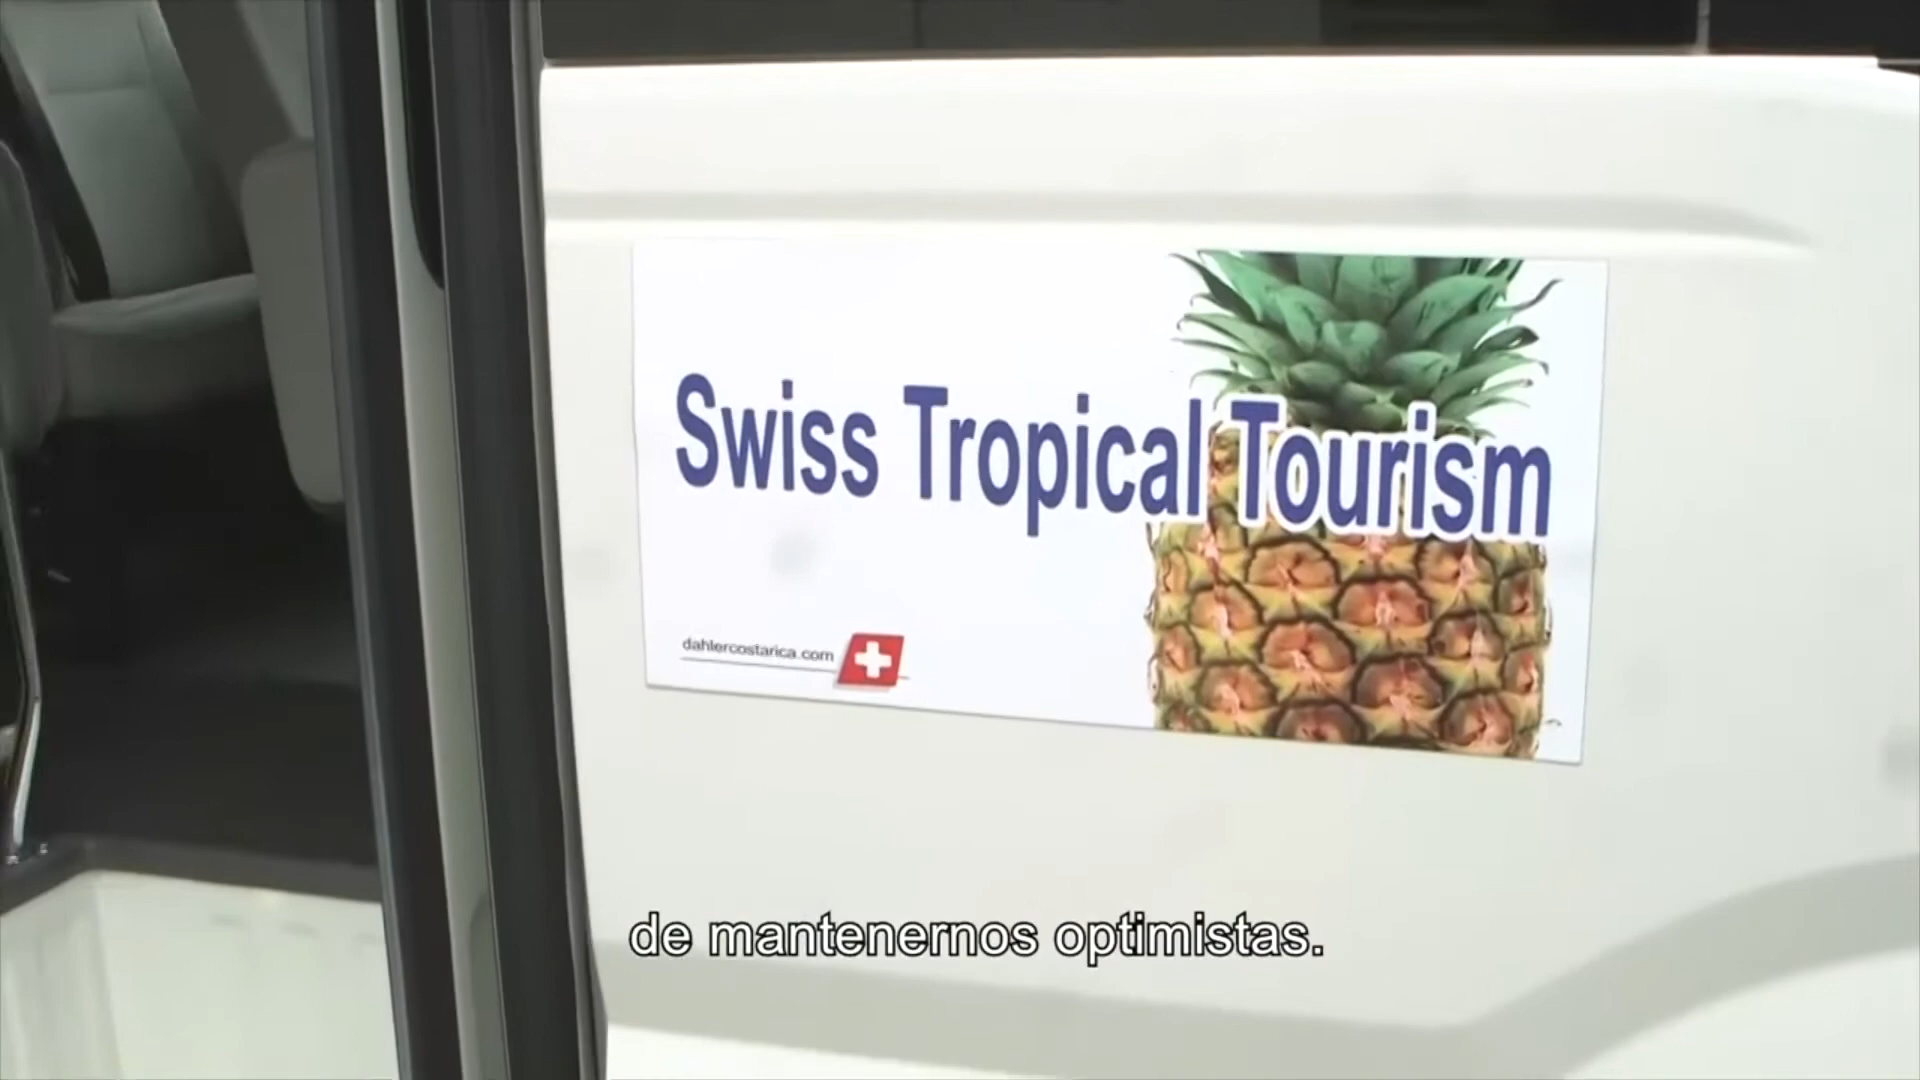 Swiss Tropical Tourism
dahlercostarica.com
de mantenernos optimistas.